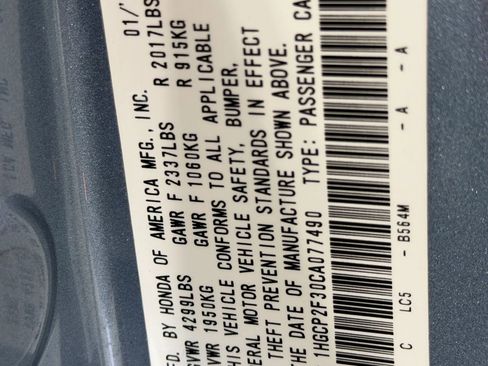 FD. BY HONDA OF AMERICA MFG., INC. 01/
GVWR 4299LBS GAWR F 2337LBS R 2017LBS
VWR 1950KG GAWR F 1060KG R 915KG
HIS VEHICLE CONFORMS TO ALL APPLICABLE
ERAL MOTOR VEHICLE SAFETY, BUMPER,
THEFT PREVENTION STANDARDS IN EFFECT
THE DATE OF MANUFACTURE SHOWN ABOVE.
1HGCP2F30CA077490 TYPE: PASSENGER CA
C LC5 - B564M - A - A